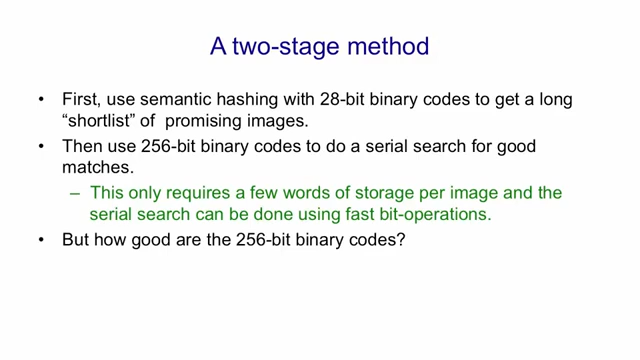 A two-stage method
• First, use semantic hashing with 28-bit binary codes to get a long
“shortlist” of promising images.
• Then use 256-bit binary codes to do a serial search for good
matches.
– This only requires a few words of storage per image and the
serial search can be done using fast bit-operations.
• But how good are the 256-bit binary codes?